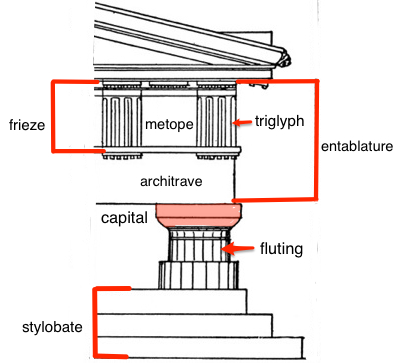 frieze
metope
triglyph
entablature
architrave
capital
fluting
stylobate